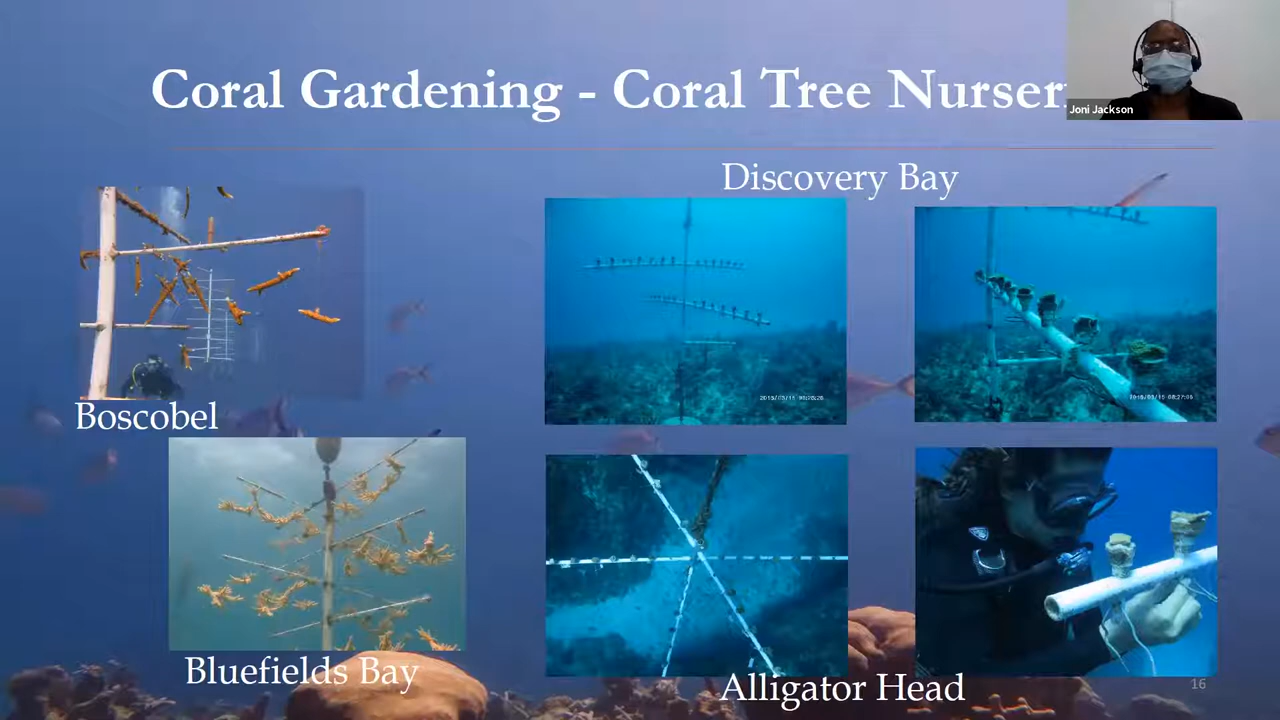 Coral Gardening - Coral Tree Nurser
Joni Jackson
Discovery Bay
Boscobel
Bluefields Bay
Alligator Head
16